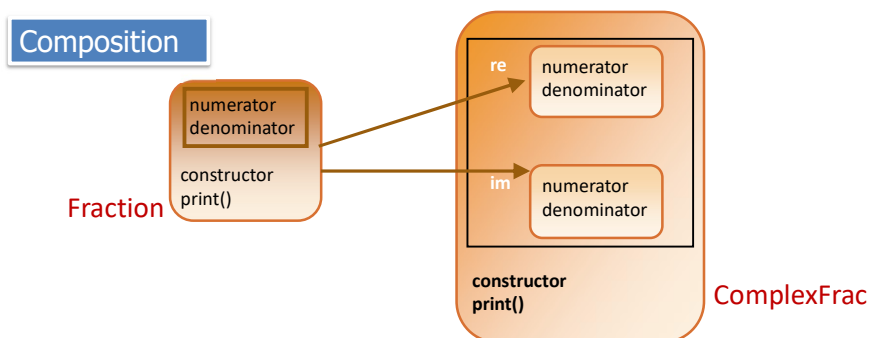 Composition
numerator
denominator
constructor
print()
Fraction
re
numerator
denominator
im
numerator
denominator
constructor
print()
ComplexFrac